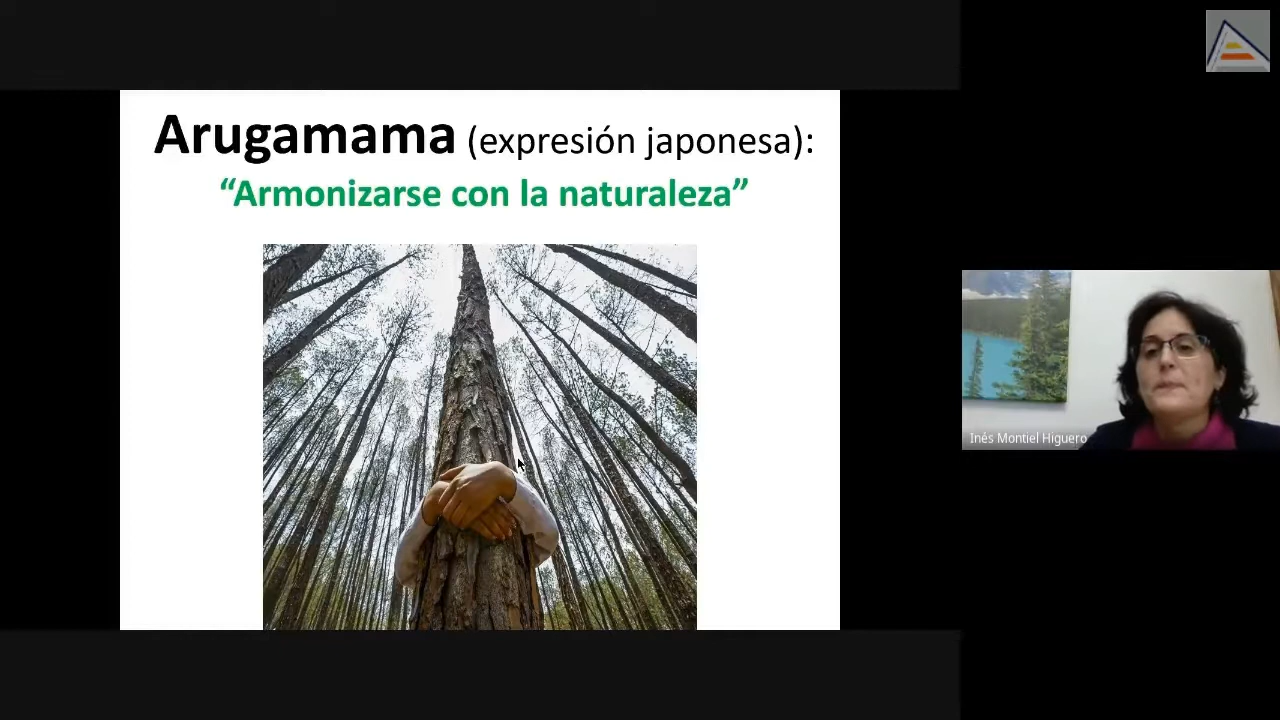 Arugamama (expresión japonesa):
“Armonizarse con la naturaleza”
Inés Montiel Higuero